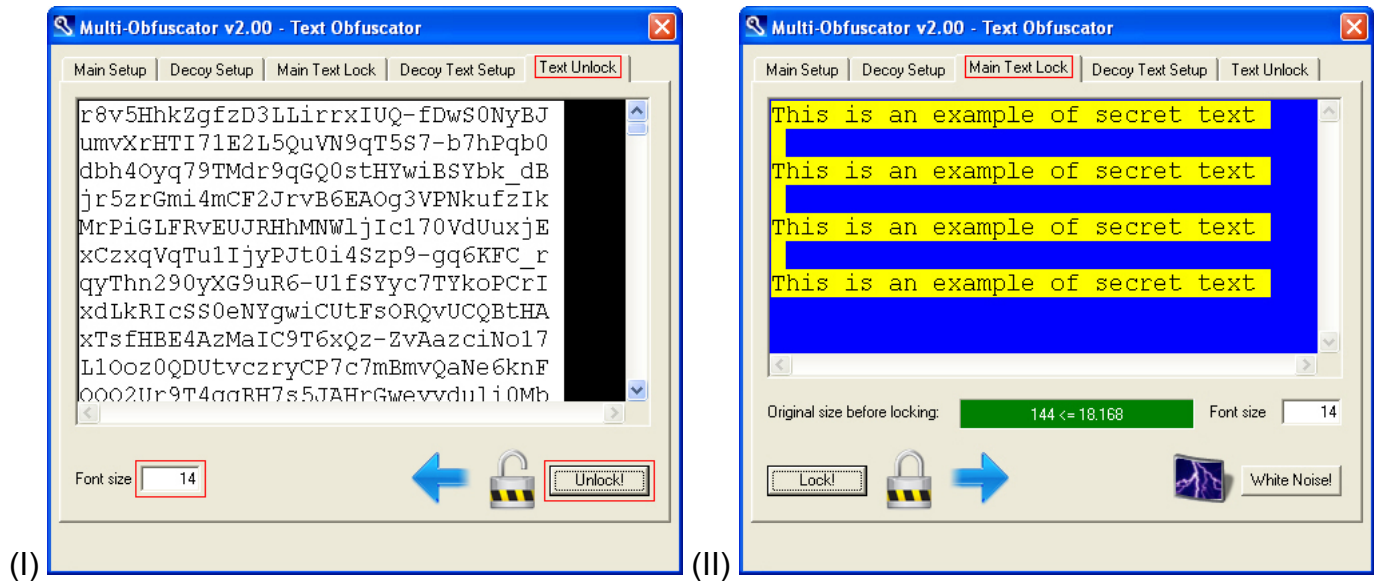 Multi-Obfuscator v2.00 - Text Obfuscator
Main Setup Decoy Setup Main Text Lock Decoy Text Setup Text Unlock
r8v5HhkZgfzD3LLirrxIUQ-fDwS0NyBJ
umvXrHTI71E2L5QuVN9qT5S7-b7hPqb0
dbh4Oyq79TMdr9qGQ0stHYwiBSYbk_dB
jr5zrGmi4mCF2JrvB6EAOg3VPNkufzIk
MrPiGLFRvEUJRHhMNWljIc170VdUuxjE
xCzxqVqTu1IjyPJt0i4Szp9-gq6KFC_r
qyThn290yXG9uR6-U1fSYyc7TYkoPCrI
xdLkRIcSS0eNYgwiCUtFsORQvUCQBtHA
xTsfHBE4AzMaIC9T6xQz-ZvAazciNo17
L1Ooz0QDUtvczryCP7c7mBmvQaNe6knF
Font size 14
Unlock!
(I)
Multi-Obfuscator v2.00 - Text Obfuscator
Main Setup Decoy Setup Main Text Lock Decoy Text Setup Text Unlock
This is an example of secret text
This is an example of secret text
This is an example of secret text
This is an example of secret text
Original size before locking: 144 <= 18.168 Font size 14
Lock! White Noise!
(II)